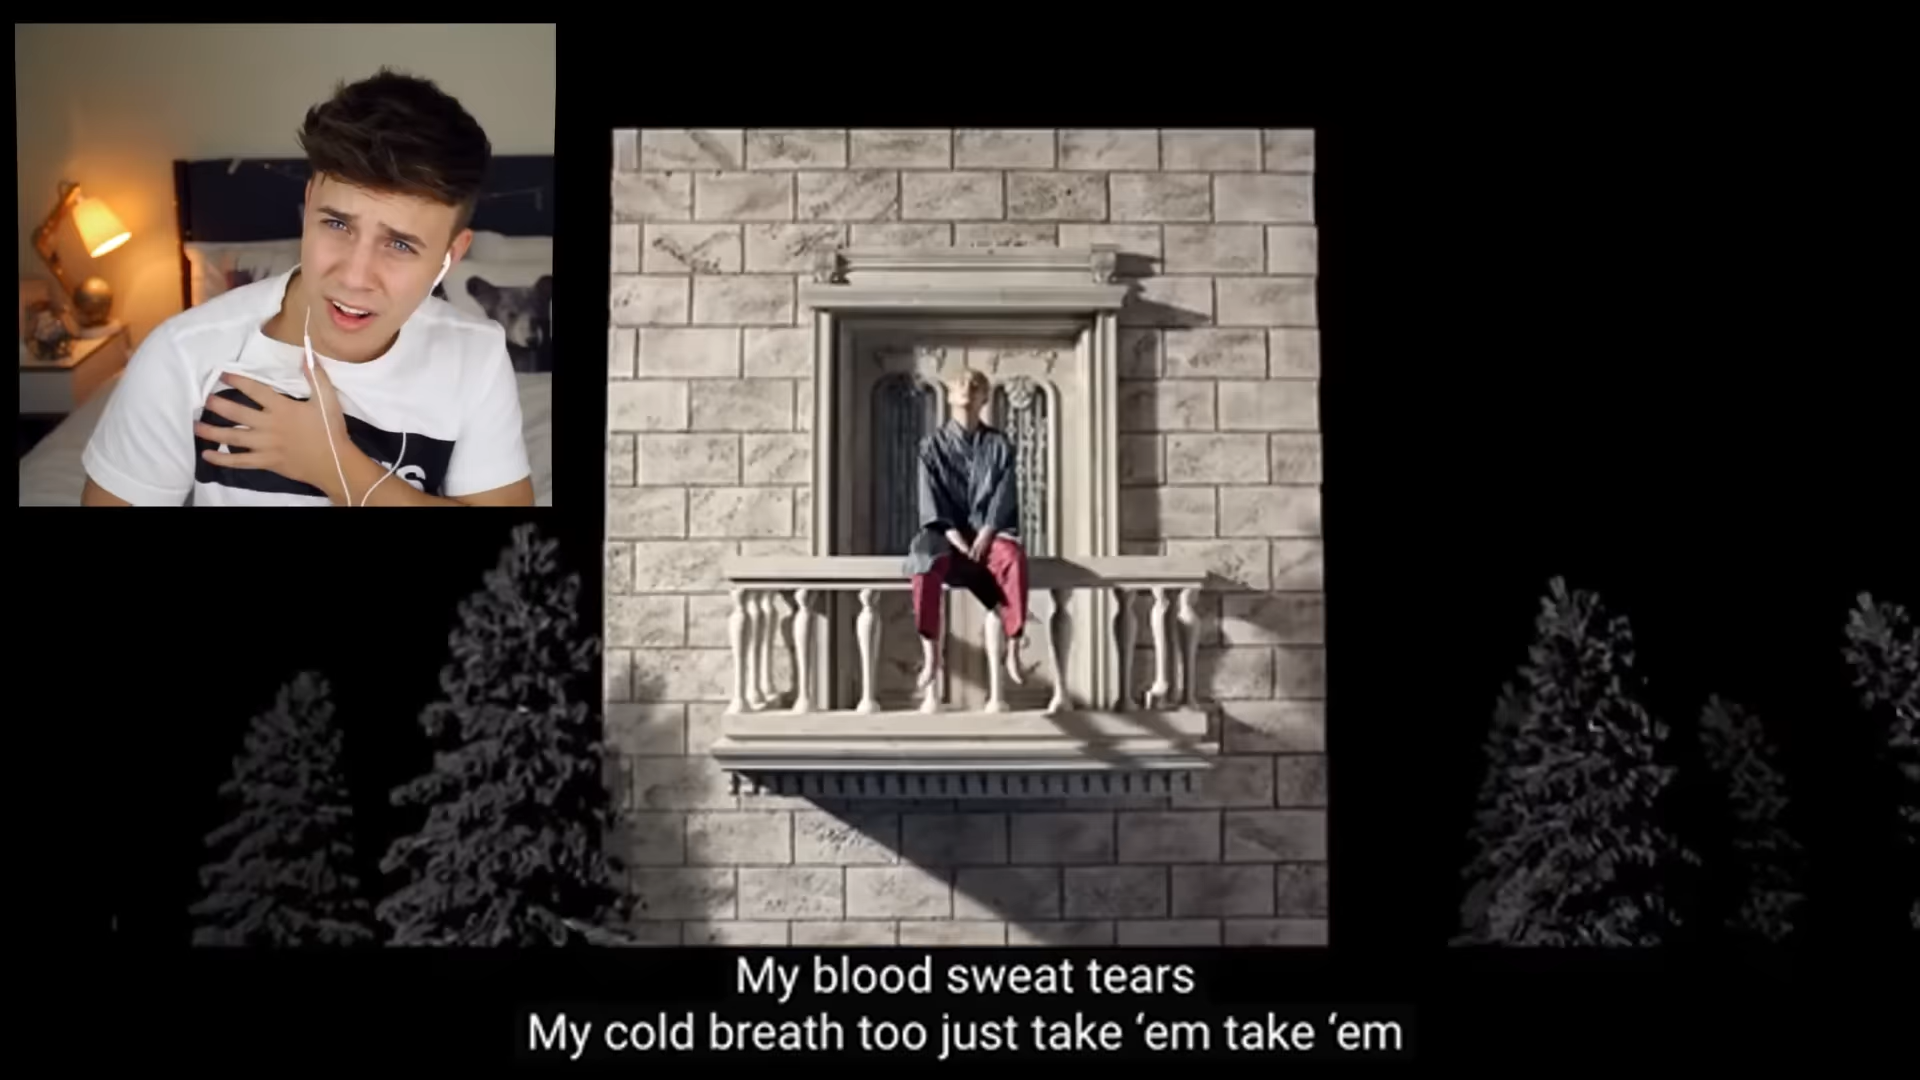 My blood sweat tears
My cold breath too just take ‘em take ‘em